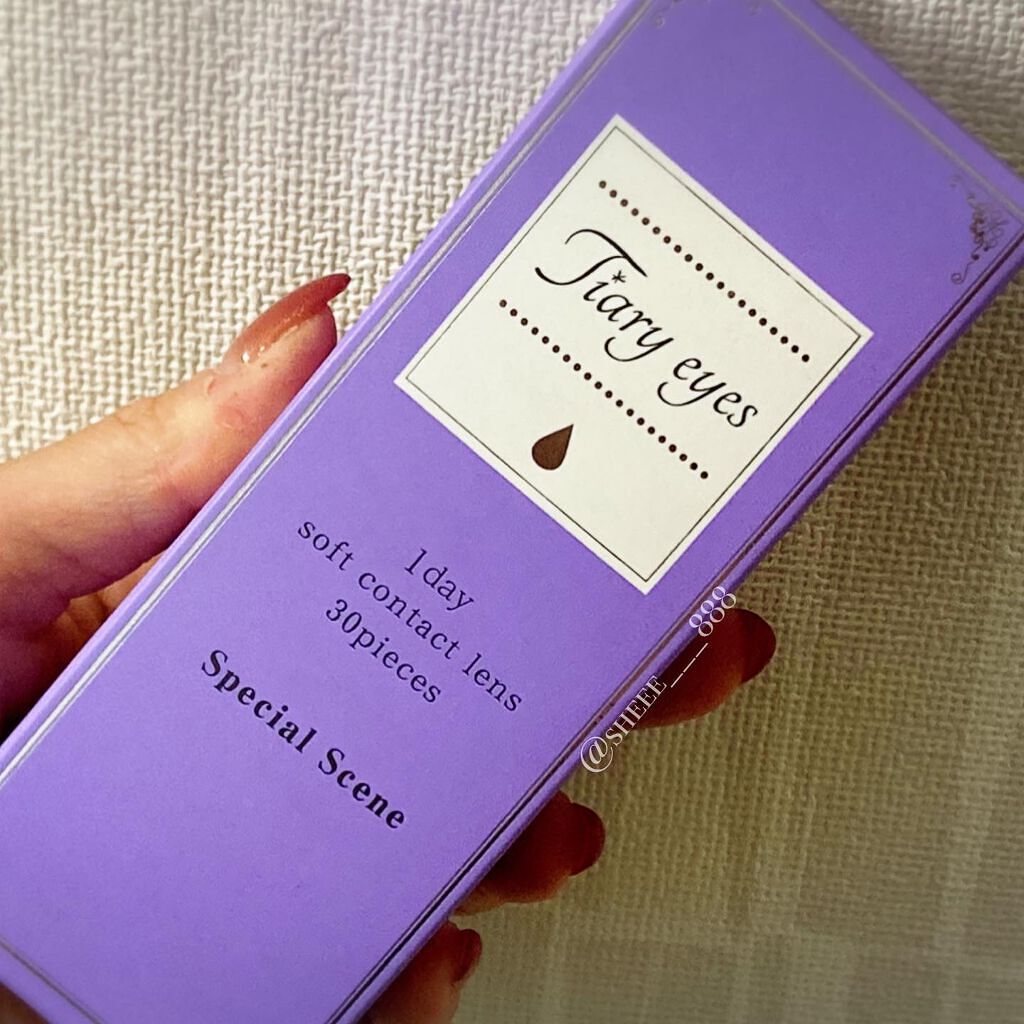 Tiary eyes
1day
soft contact lens
30pieces
Special Scene
@SHEEE___888